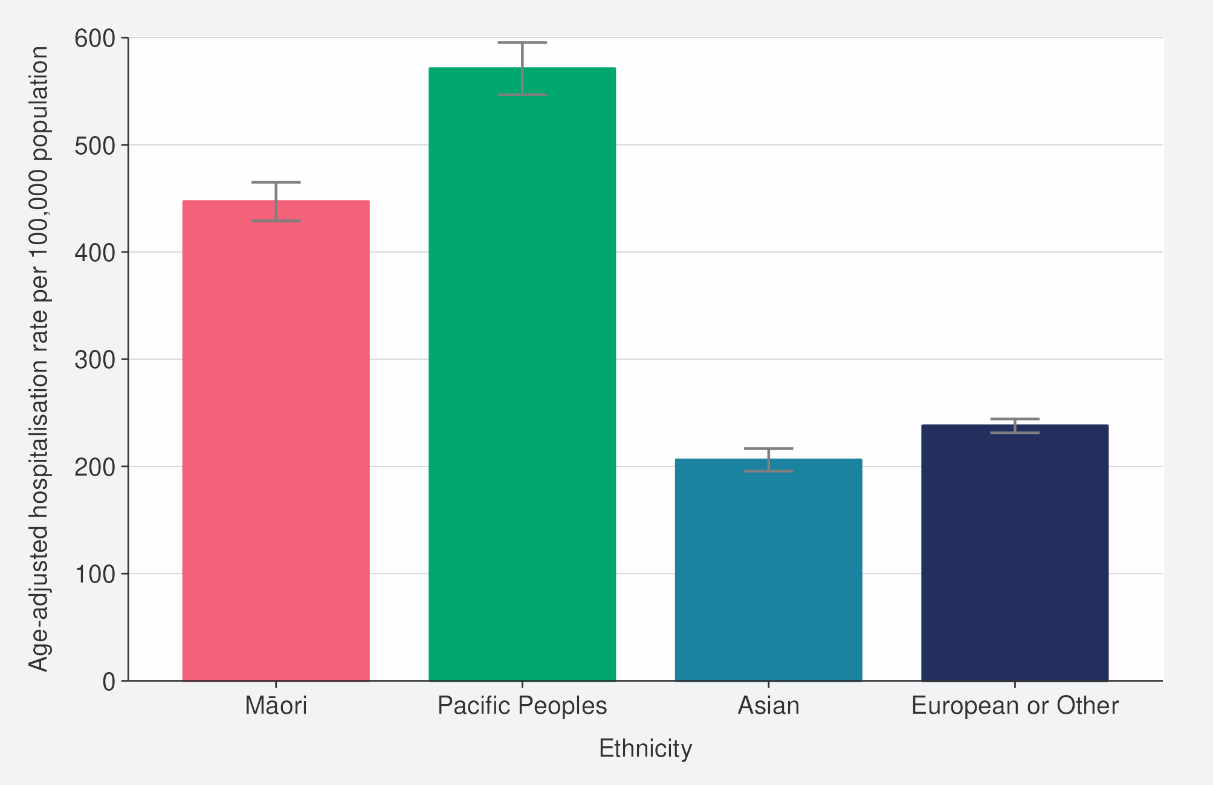 Age-adjusted hospitalisation rate per 100,000 population
600
500
400
300
200
100
0
Māori
Pacific Peoples
Asian
European or Other
Ethnicity